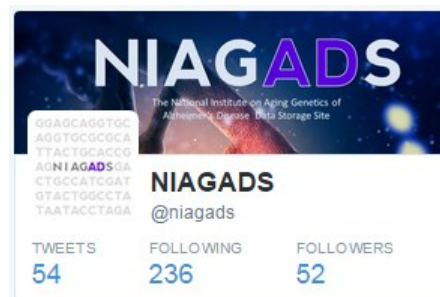 NIAGADS
The National Institute on Aging Genetics of
Alzheimer's Disease Data Storage Site
GGAGCAGGTGC
AGGTGCGCGCA
TTACTGCACCG
AGNIAGADSGA
CTGCCATCGAT
GTACTGGCCTA
TAATACCTAGA
NIAGADS
@niagads
TWEETS FOLLOWING FOLLOWERS
54 236 52